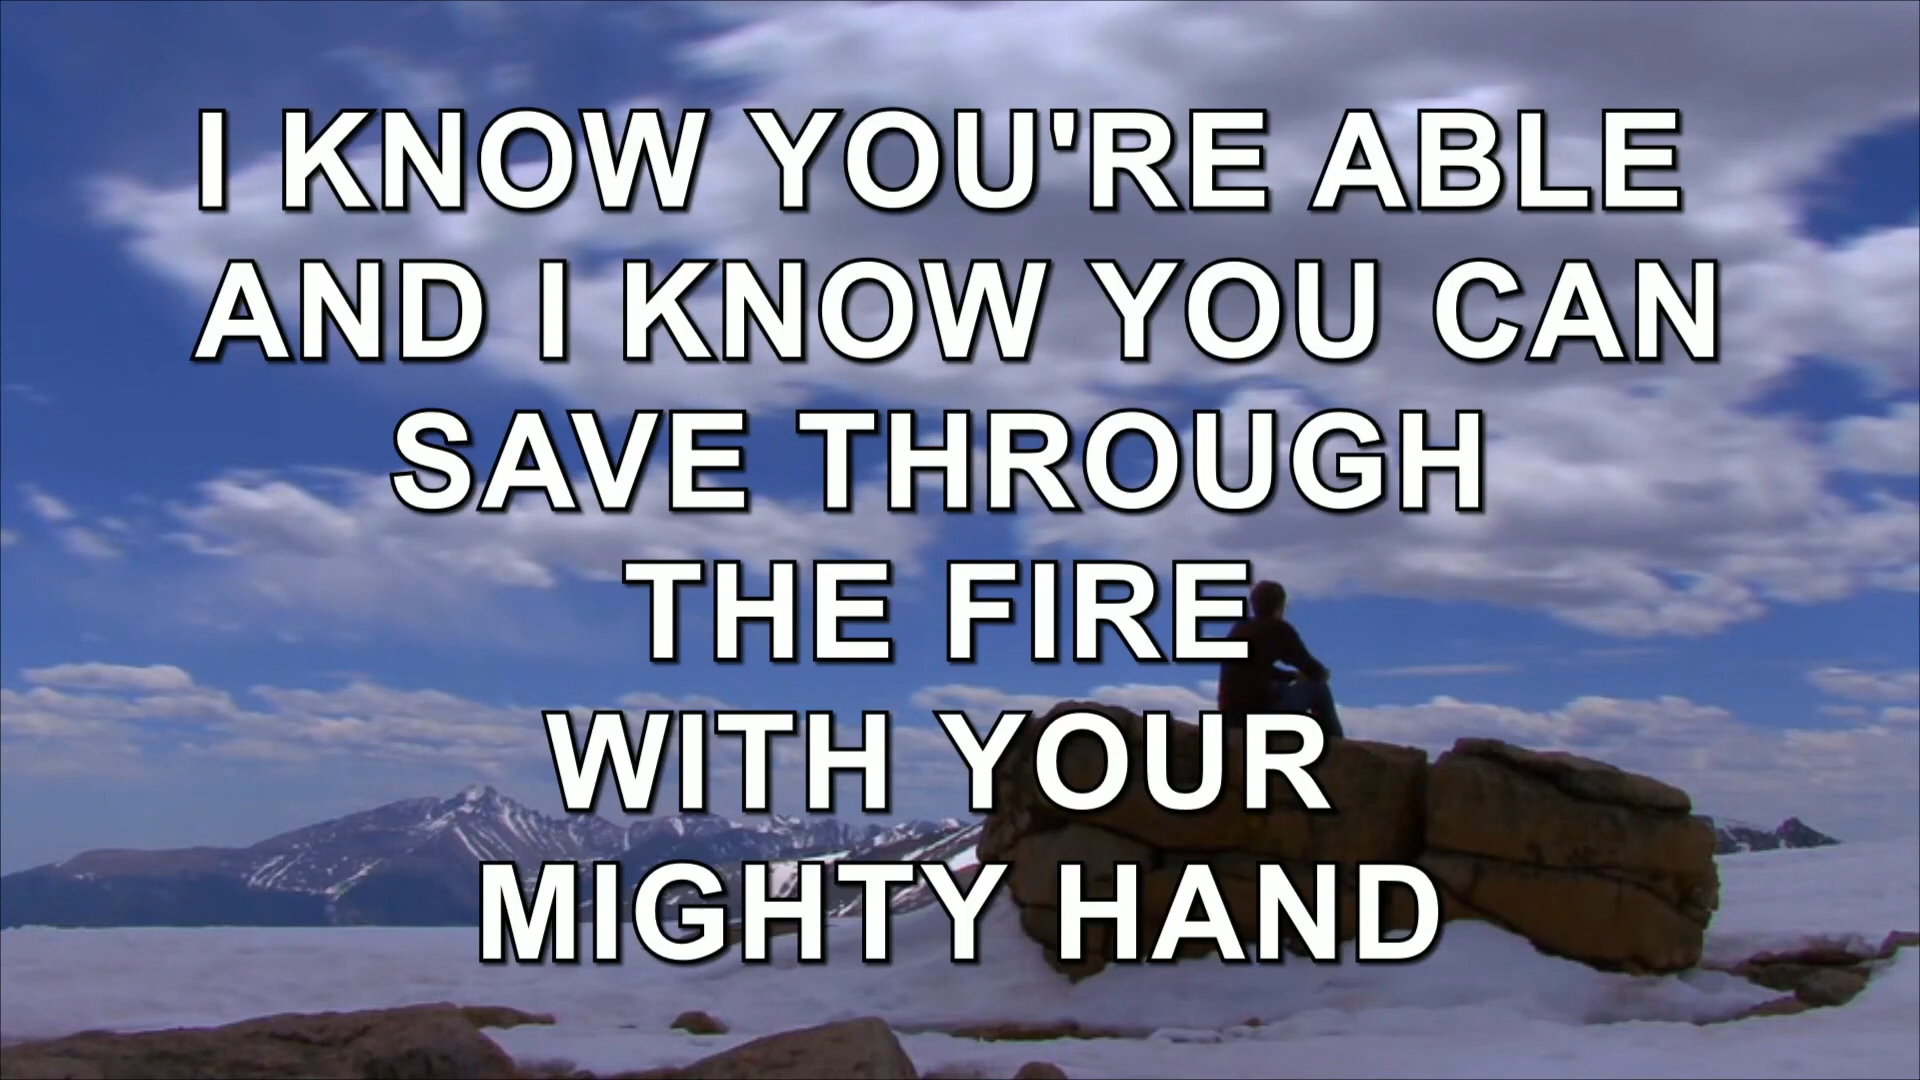 I KNOW YOU'RE ABLE
AND I KNOW YOU CAN
SAVE THROUGH
THE FIRE
WITH YOUR
MIGHTY HAND